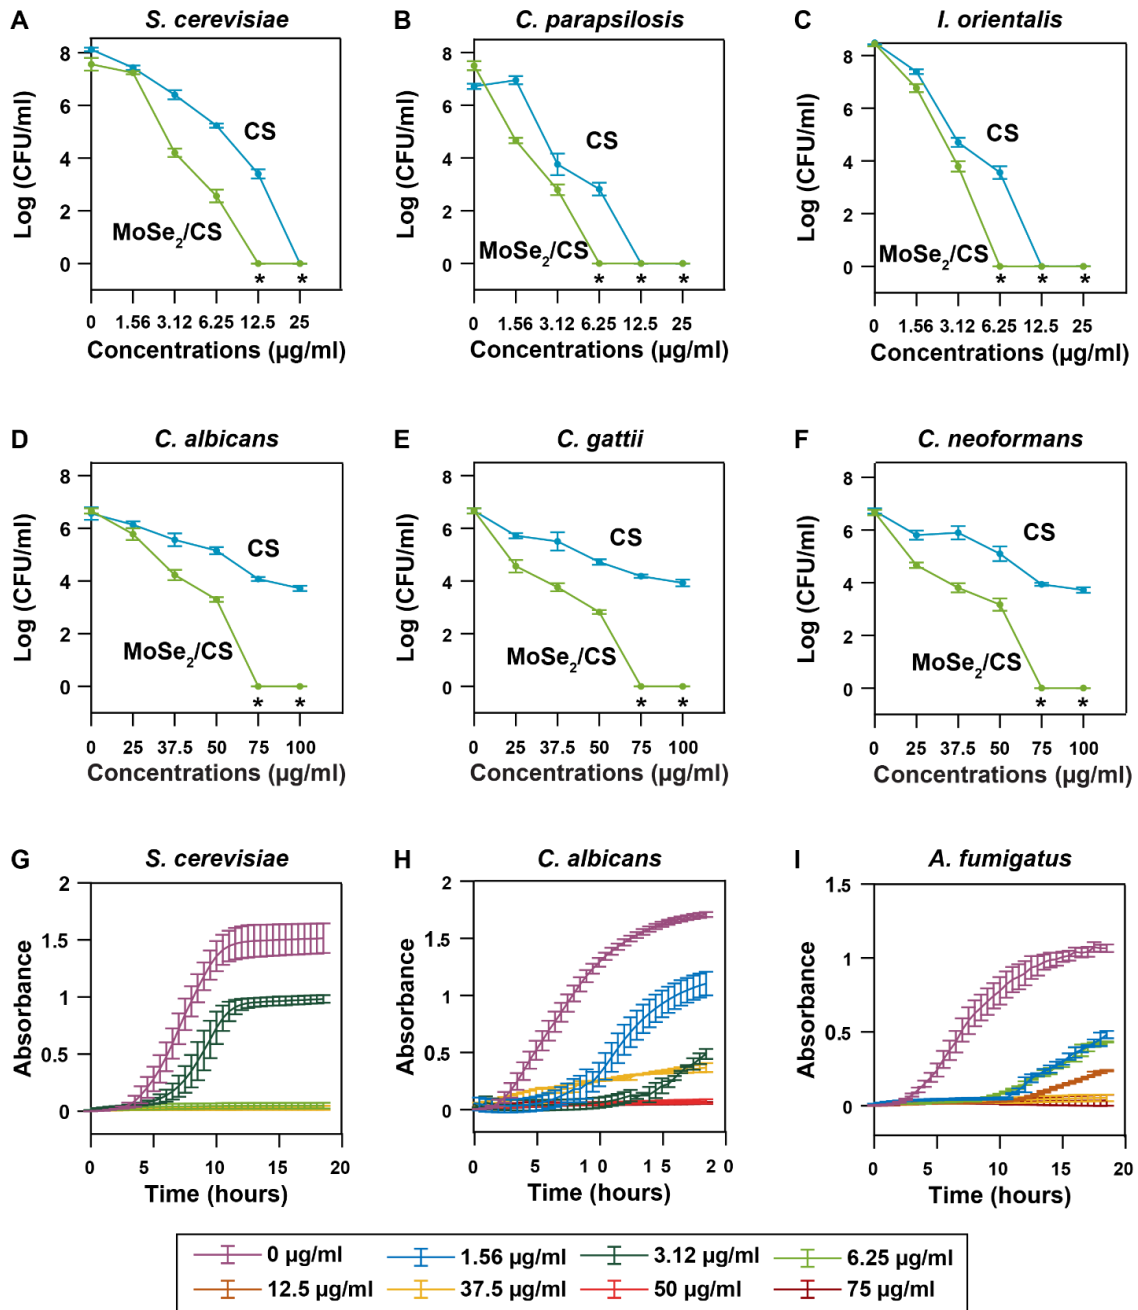 A S. cerevisiae
Log (CFU/ml)
8
6
4
2
0
CS
MoSe2/CS
* *
0 1.56 3.12 6.25 12.5 25
Concentrations (µg/ml)
B C. parapsilosis
Log (CFU/ml)
8
6
4
2
0
CS
MoSe2/CS
* * *
0 1.56 3.12 6.25 12.5 25
Concentrations (µg/ml)
C I. orientalis
Log (CFU/ml)
8
6
4
2
0
CS
MoSe2/CS
* * *
0 1.56 3.12 6.25 12.5 25
Concentrations (µg/ml)
D C. albicans
Log (CFU/ml)
8
6
4
2
0
CS
MoSe2/CS
* *
0 25 37.5 50 75 100
Concentrations (µg/ml)
E C. gattii
Log (CFU/ml)
8
6
4
2
0
CS
MoSe2/CS
* *
0 25 37.5 50 75 100
Concentrations (µg/ml)
F C. neoformans
Log (CFU/ml)
8
6
4
2
0
CS
MoSe2/CS
* *
0 25 37.5 50 75 100
Concentrations (µg/ml)
G S. cerevisiae
Absorbance
2
1.5
1
0.5
0
0 5 10 15 20
Time (hours)
H C. albicans
Absorbance
2
1.5
1
0.5
0
0 5 1 0 1 5 2 0
Time (hours)
I A. fumigatus
Absorbance
1.5
1
0.5
0
0 5 10 15 20
Time (hours)
0 µg/ml 1.56 µg/ml 3.12 µg/ml 6.25 µg/ml
12.5 µg/ml 37.5 µg/ml 50 µg/ml 75 µg/ml